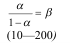 α/(1−α) = β
(10—200)